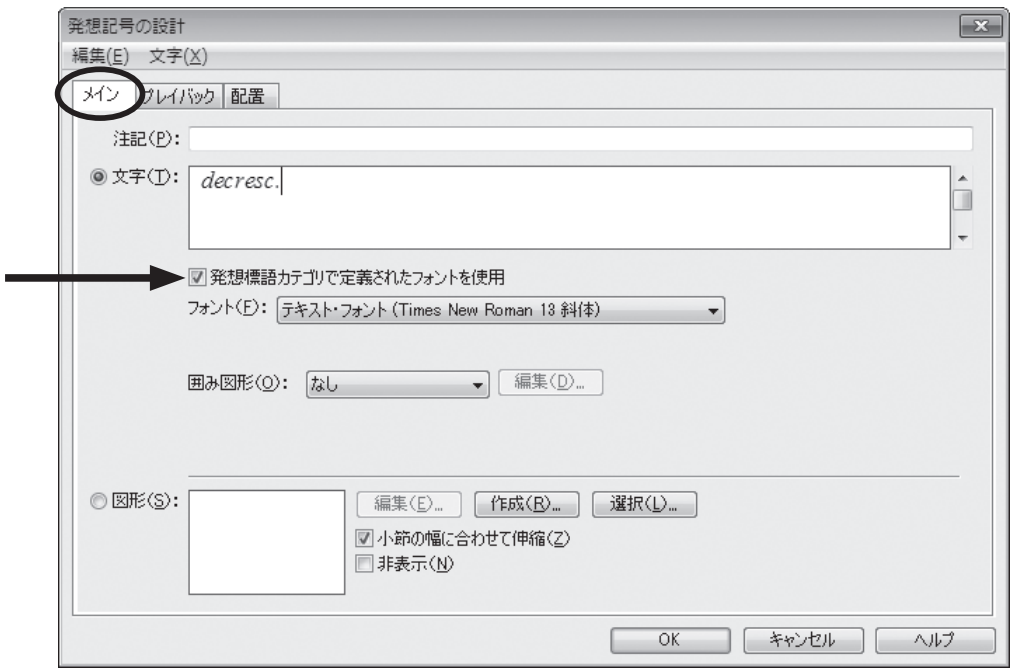 発想記号の設計
編集(E) 文字(X)
メイン プレイバック 配置
注記(P):
文字(T): decresc.
発想標語カテゴリで定義されたフォントを使用
フォント(F): テキスト・フォント (Times New Roman 13 斜体)
囲み図形(O): なし 編集(D)...
図形(S): 編集(E)... 作成(R)... 選択(L)...
小節の幅に合わせて伸縮(Z)
非表示(N)
OK キャンセル ヘルプ